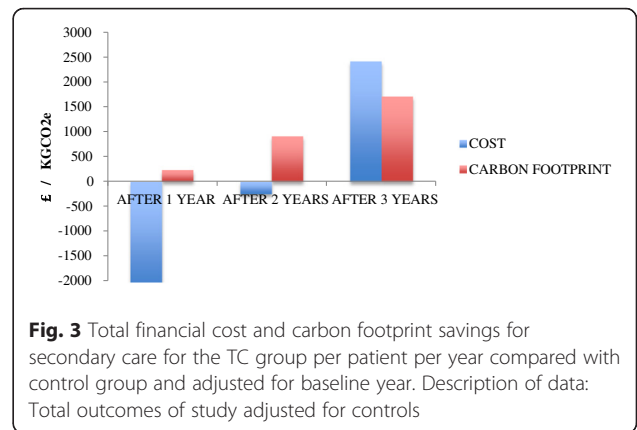 3000
2500
2000
1500
1000
500
0
-500
-1000
-1500
-2000
£ / KGCO2e
AFTER 1 YEAR AFTER 2 YEARS AFTER 3 YEARS
COST
CARBON FOOTPRINT
Fig. 3 Total financial cost and carbon footprint savings for
secondary care for the TC group per patient per year compared with
control group and adjusted for baseline year. Description of data:
Total outcomes of study adjusted for controls